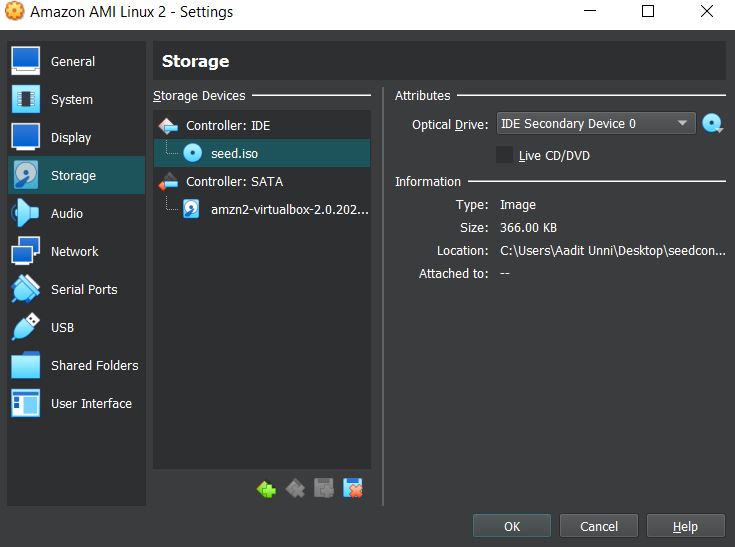 Amazon AMI Linux 2 - Settings
General
System
Display
Storage
Audio
Network
Serial Ports
USB
Shared Folders
User Interface
Storage
Storage Devices
Controller: IDE
seed.iso
Controller: SATA
amzn2-virtualbox-2.0.202...
Attributes
Optical Drive: IDE Secondary Device 0
Live CD/DVD
Information
Type: Image
Size: 366.00 KB
Location: C:\Users\Aadit Unni\Desktop\seedcon...
Attached to: --
OK Cancel Help